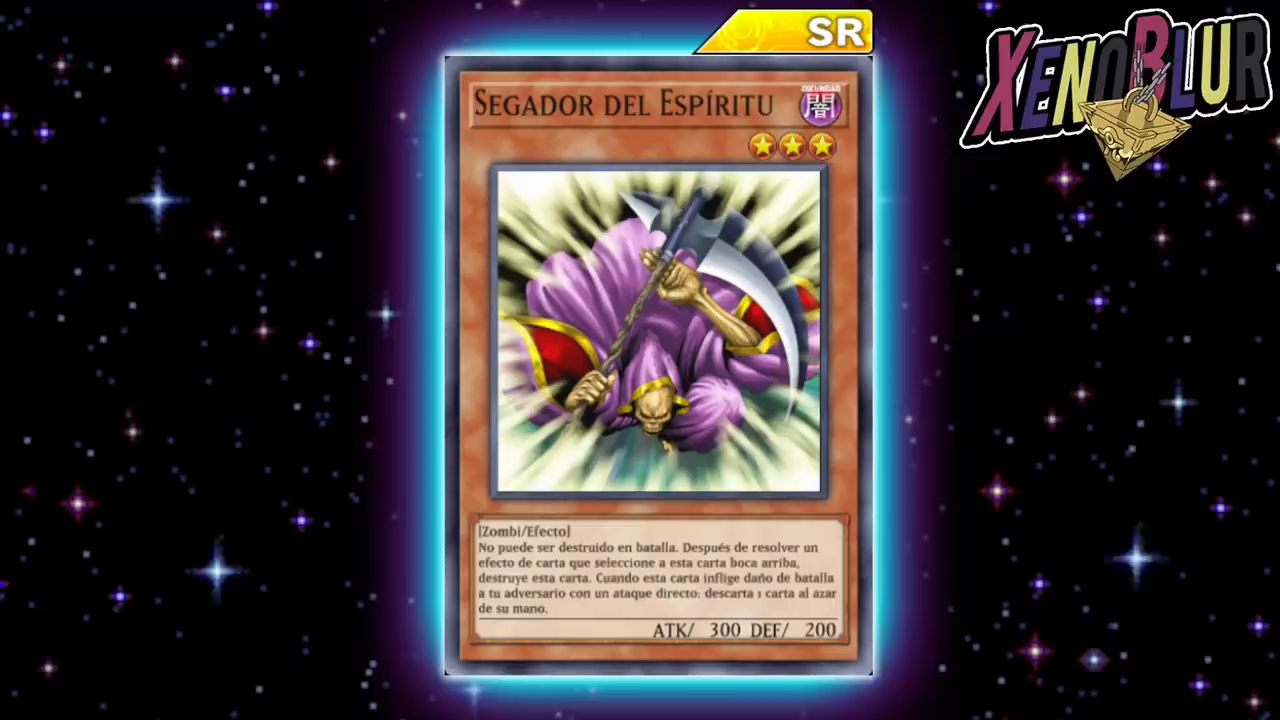 SR
XENOBLUR
SEGADOR DEL ESPÍRITU
OSCURIDAD
闇
[Zombi/Efecto]
No puede ser destruido en batalla. Después de resolver un
efecto de carta que seleccione a esta carta boca arriba,
destruye esta carta. Cuando esta carta inflige daño de batalla
a tu adversario con un ataque directo: descarta 1 carta al azar
de su mano.
ATK/ 300 DEF/ 200